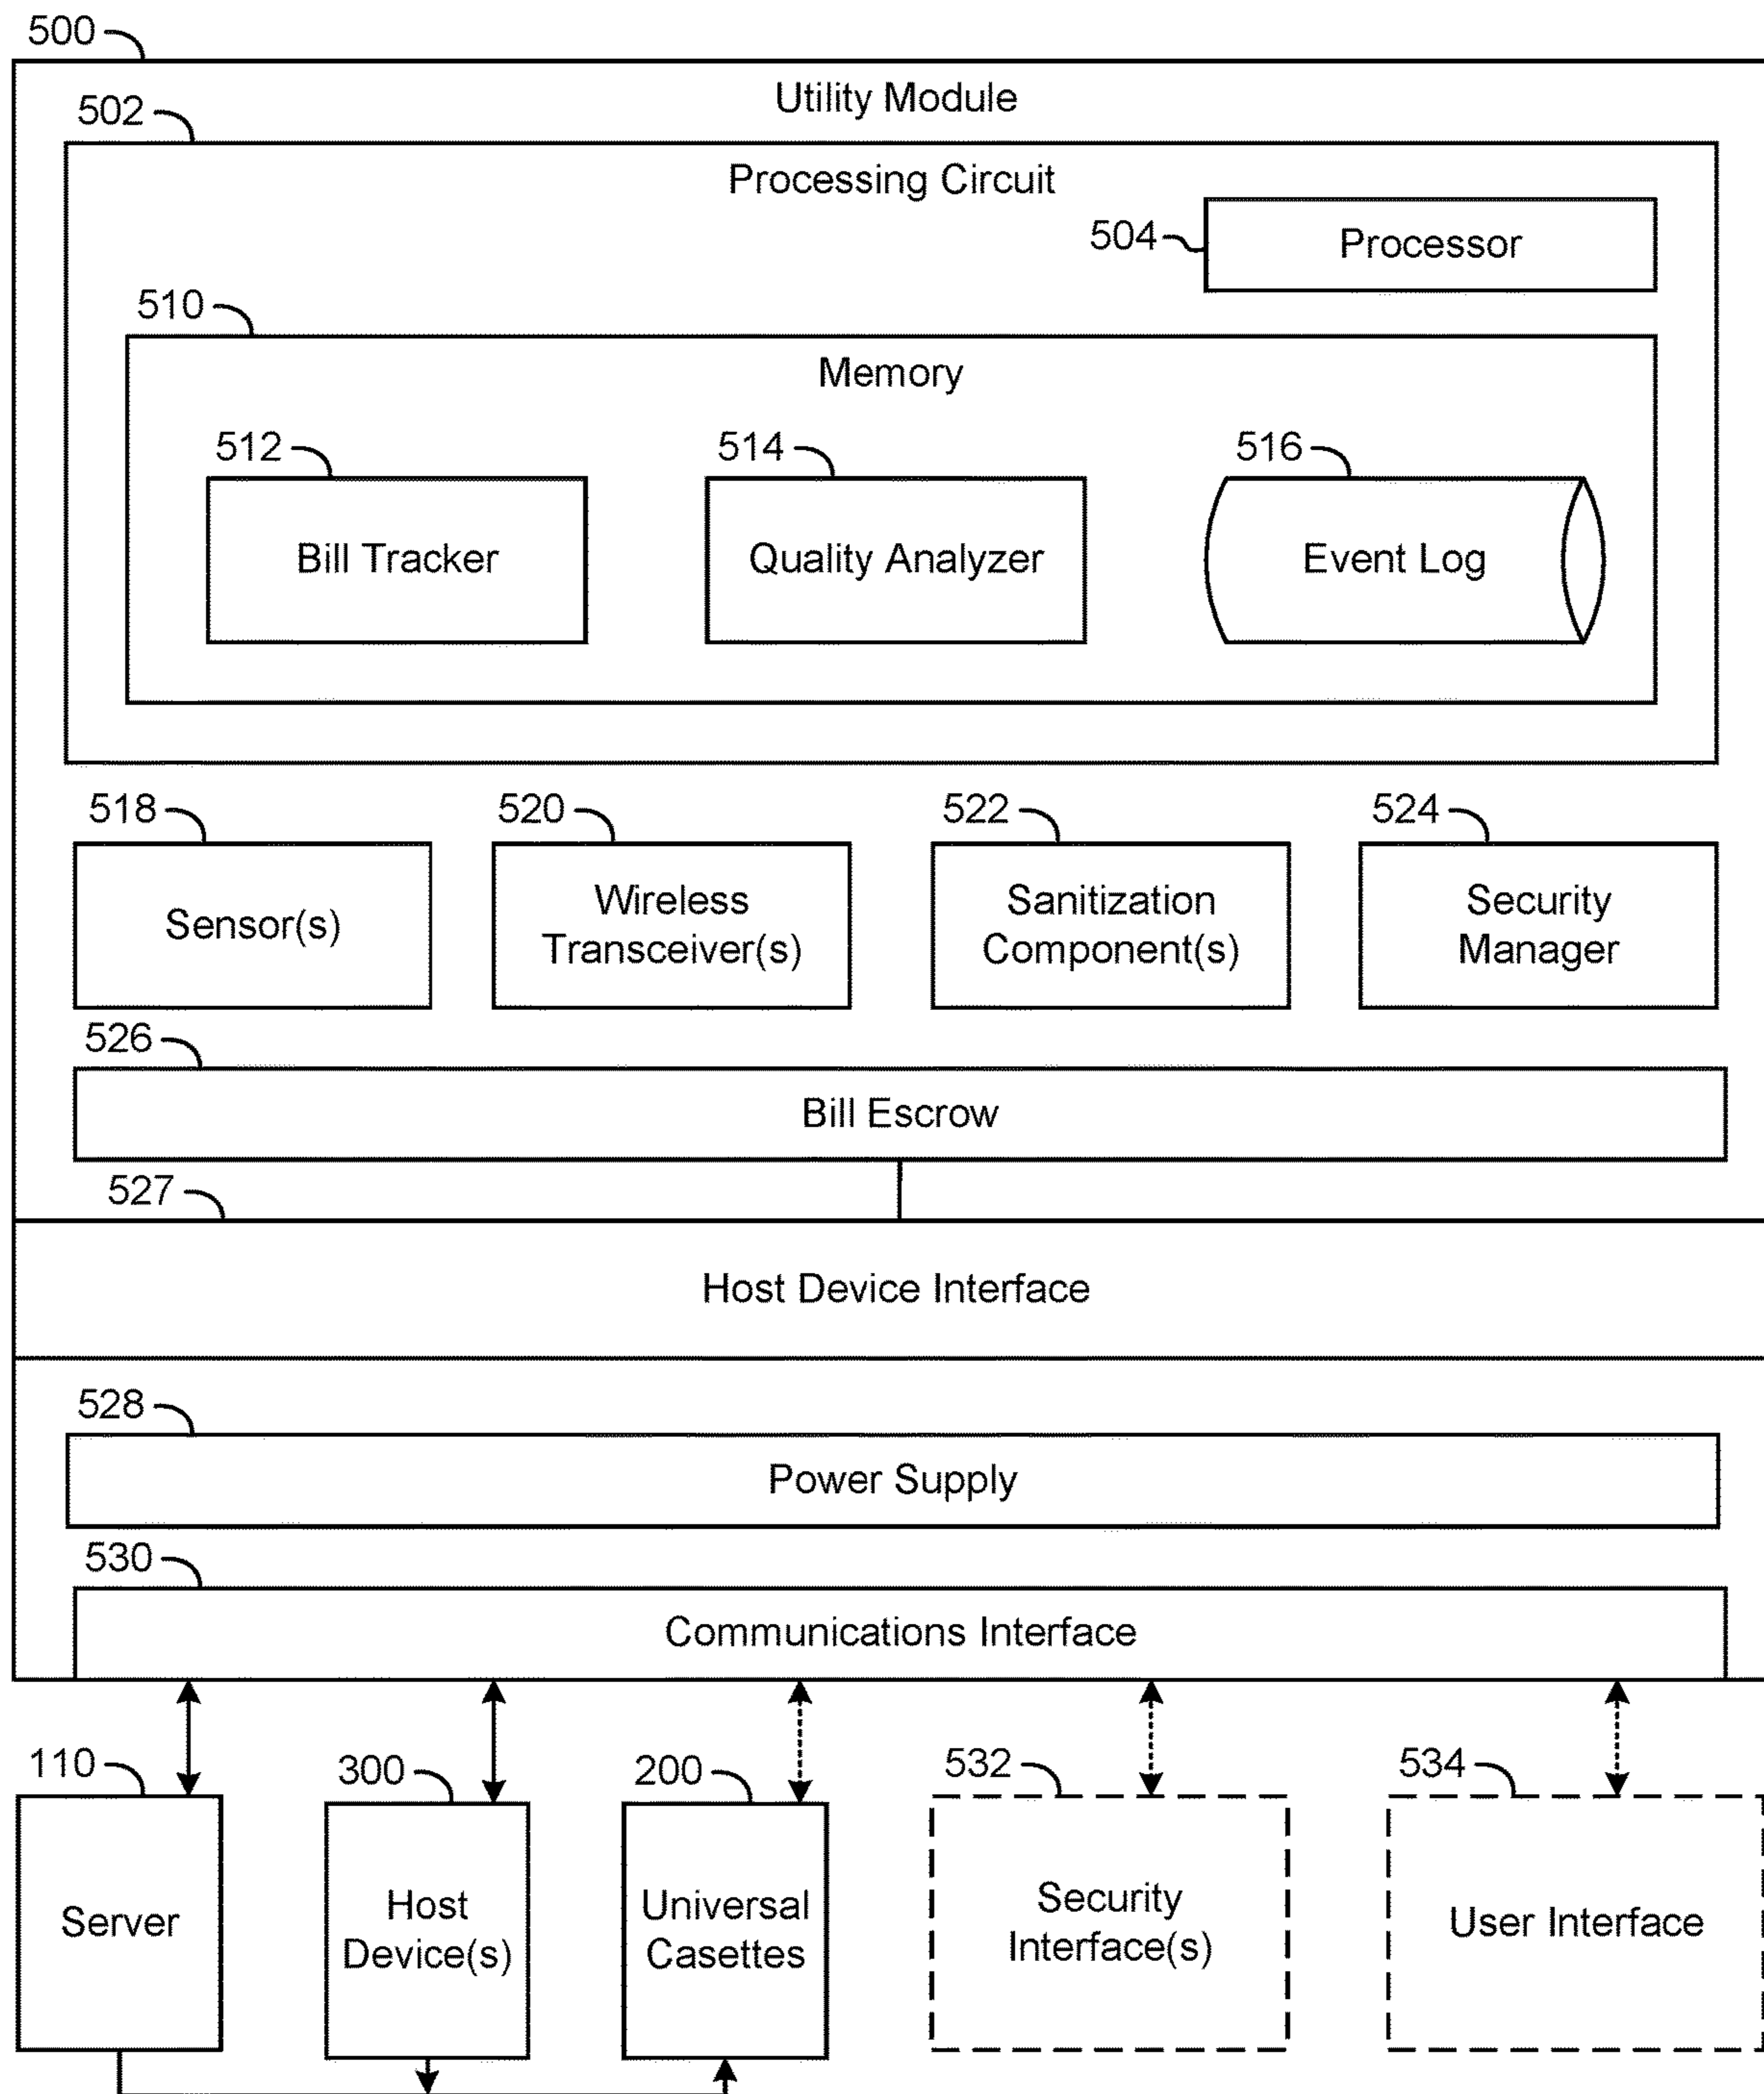 500
Utility Module
502
Processing Circuit
504
Processor
510
Memory
512
514
516
Bill Tracker
Quality Analyzer
Event Log
518
520
522
524
Sensor(s)
Wireless
Transceiver(s)
Sanitization
Component(s)
Security
Manager
526
Bill Escrow
527
Host Device Interface
528
Power Supply
530
Communications Interface
110
300
200
532
534
Server
Host
Device(s)
Universal
Casettes
Security
Interface(s)
User Interface